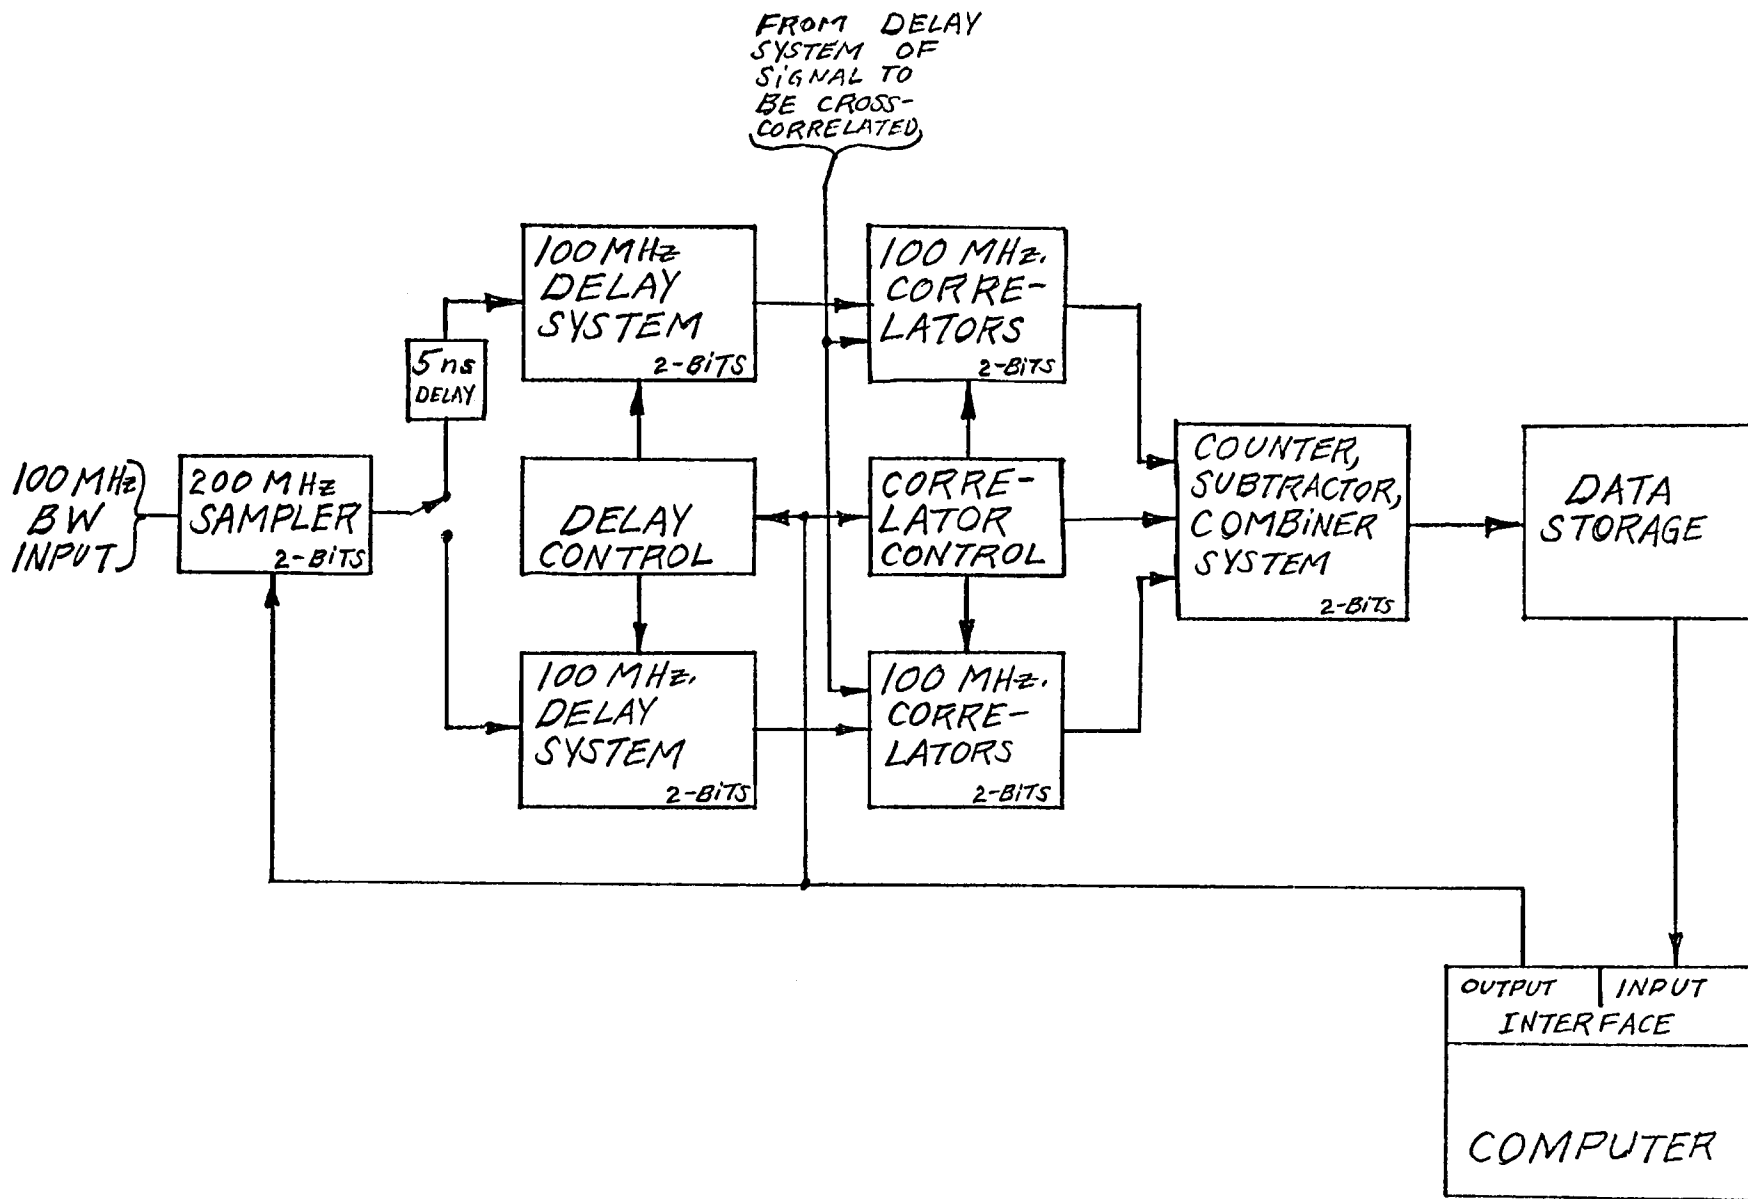 FROM DELAY
SYSTEM OF
SIGNAL TO
BE CROSS-
CORRELATED
100 MHz
BW
INPUT
200 MHz
SAMPLER
2-BITS
5 ns
DELAY
100 MHz
DELAY
SYSTEM
2-BITS
DELAY
CONTROL
100 MHz.
DELAY
SYSTEM
2-BITS
100 MHz.
CORRE-
LATORS
2-BITS
CORRE-
LATOR
CONTROL
100 MHz.
CORRE-
LATORS
2-BITS
COUNTER,
SUBTRACTOR,
COMBINER
SYSTEM
2-BITS
DATA
STORAGE
OUTPUT INPUT
INTERFACE
COMPUTER